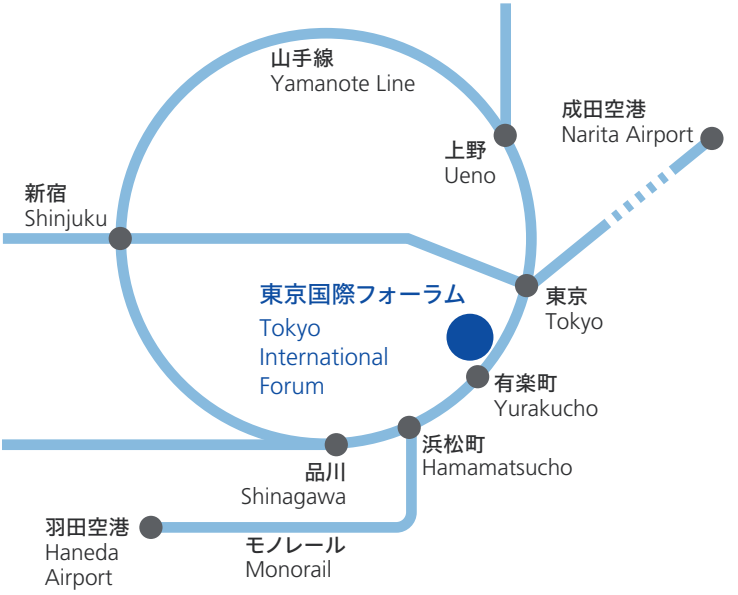 山手線
Yamanote Line
成田空港
Narita Airport
上野
Ueno
新宿
Shinjuku
東京国際フォーラム
Tokyo
International
Forum
東京
Tokyo
有楽町
Yurakucho
浜松町
Hamamatsucho
品川
Shinagawa
羽田空港
Haneda
Airport
モノレール
Monorail